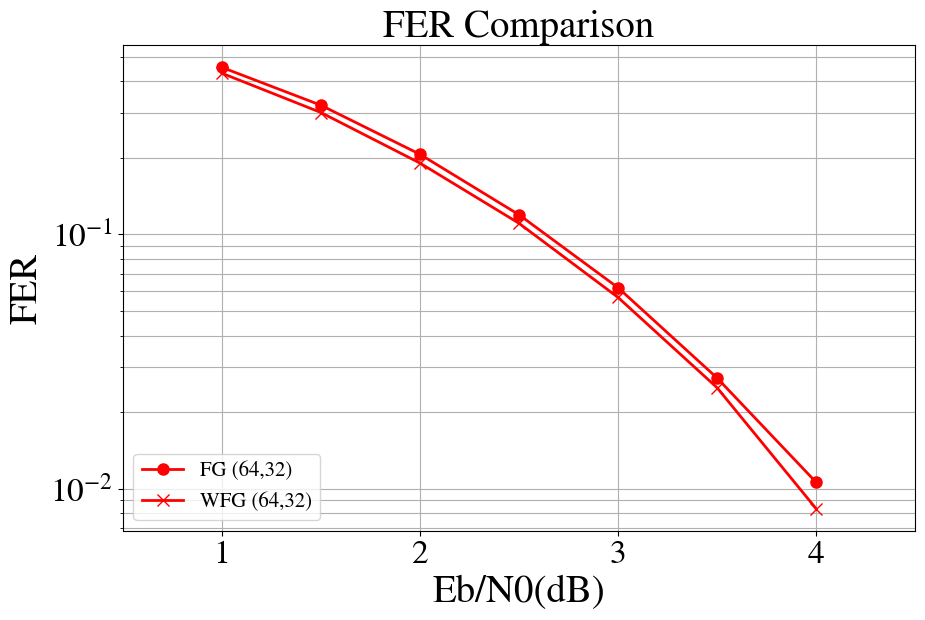 FER Comparison
FER
10⁻¹
10⁻²
FG (64,32)
WFG (64,32)
1 2 3 4
Eb/N0(dB)